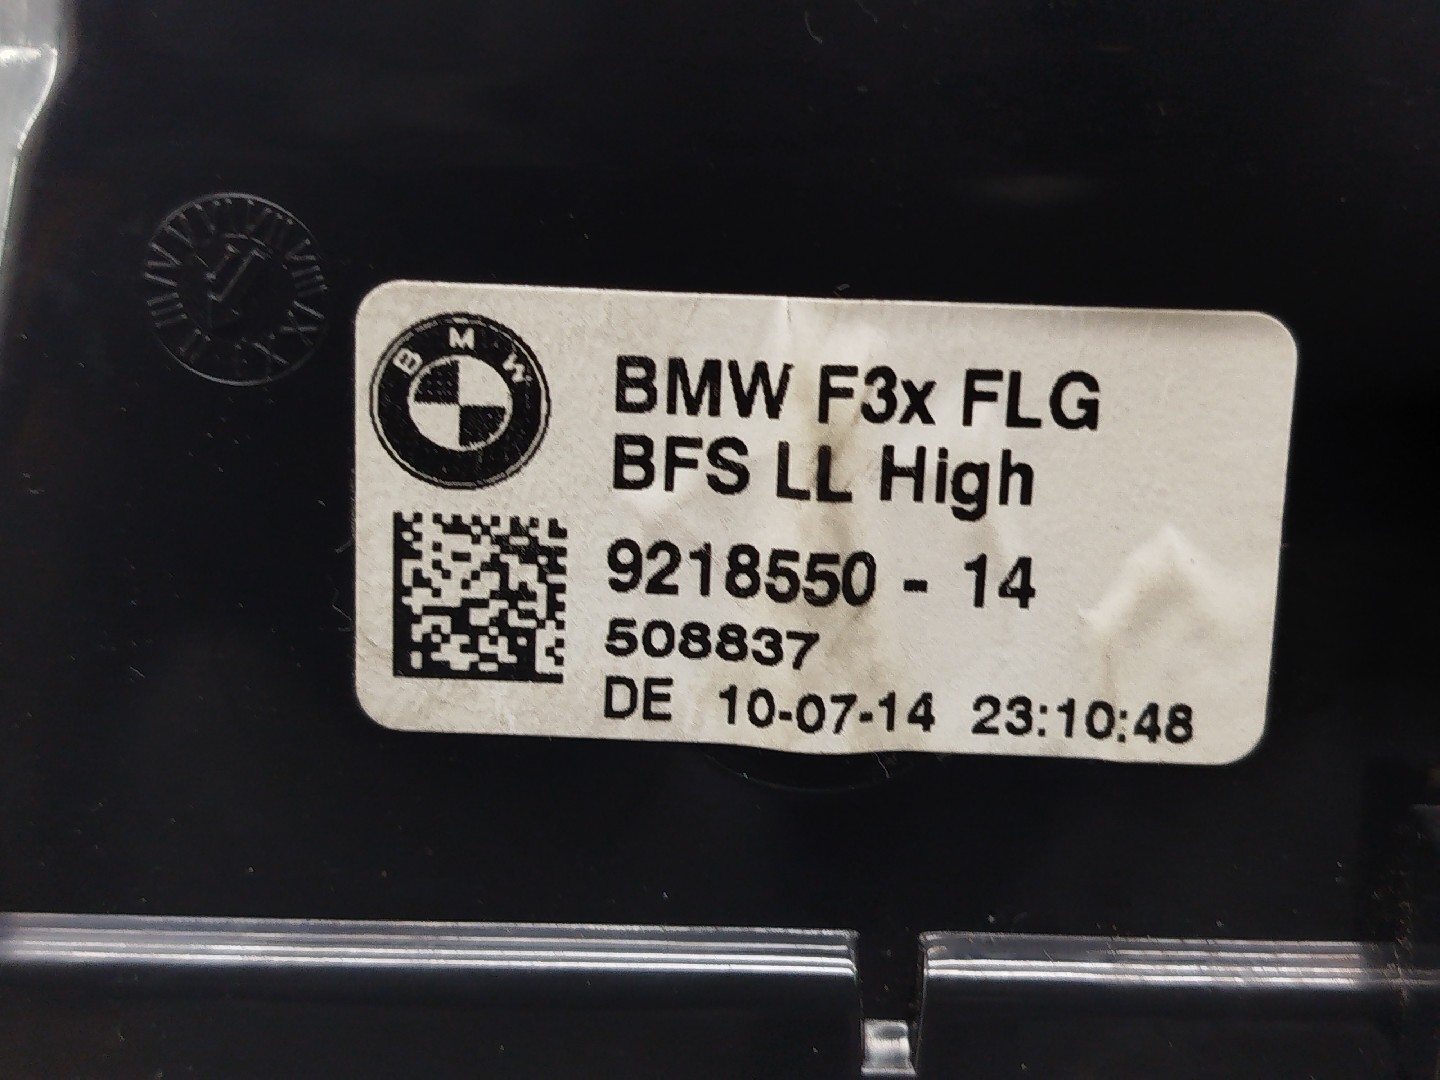 BMW
BMW F3x FLG
BFS LL High
9218550 - 14
508837
DE 10-07-14 23:10:48